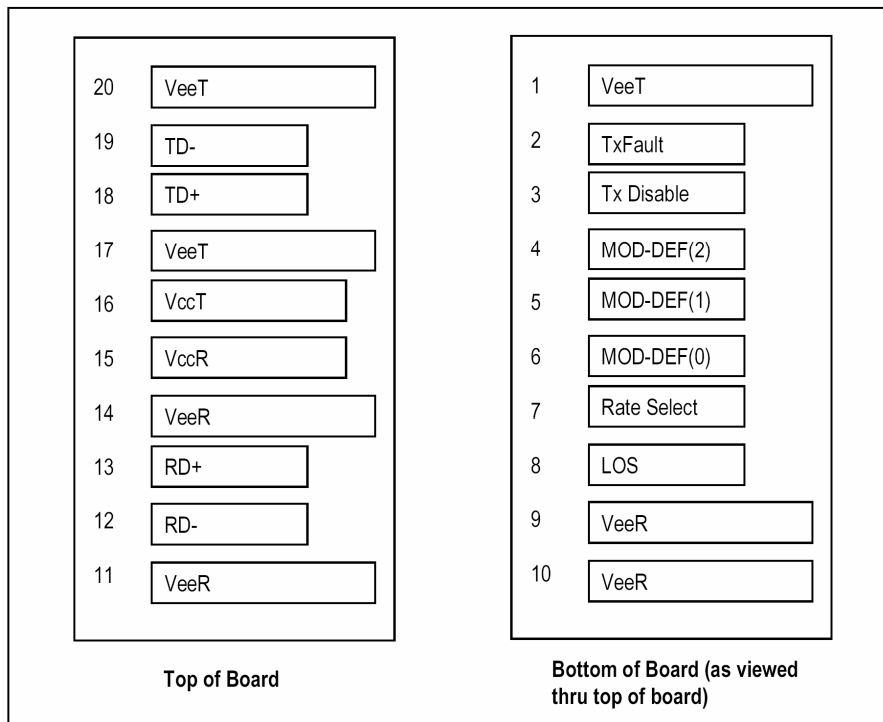 20 VeeT
19 TD-
18 TD+
17 VeeT
16 VccT
15 VccR
14 VeeR
13 RD+
12 RD-
11 VeeR
Top of Board
1 VeeT
2 TxFault
3 Tx Disable
4 MOD-DEF(2)
5 MOD-DEF(1)
6 MOD-DEF(0)
7 Rate Select
8 LOS
9 VeeR
10 VeeR
Bottom of Board (as viewed
thru top of board)